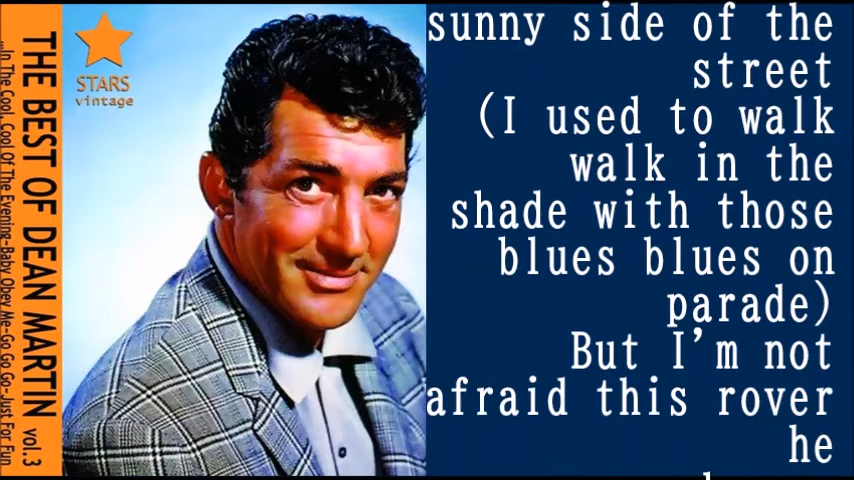 STARS
vintage
THE BEST OF DEAN MARTIN vol.3
...In The Cool, Cool Of The Evening-Baby Obey Me-Go Go Go-Just For Fun
sunny side of the
street
(I used to walk
walk in the
shade with those
blues blues on
parade)
But I'm not
afraid this rover
he